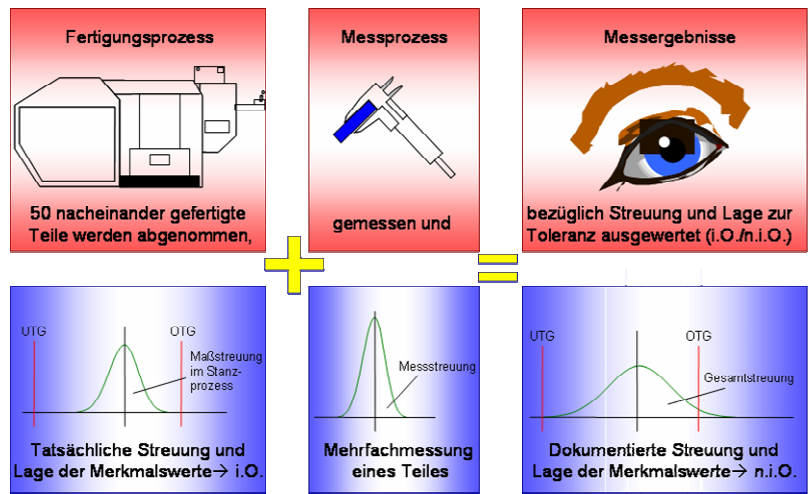 Fertigungsprozess
50 nacheinander gefertigte
Teile werden abgenommen,
+
Messprozess
gemessen und
=
Messergebnisse
bezüglich Streuung und Lage zur
Toleranz ausgewertet (i.O./n.i.O.)
UTG
OTG
Maßstreuung
im Stanz-
prozess
Tatsächliche Streuung und
Lage der Merkmalswerte→ i.O.
Messstreuung
Mehrfachmessung
eines Teiles
UTG
OTG
Gesamtstreuung
Dokumentierte Streuung und
Lage der Merkmalswerte→ n.i.O.